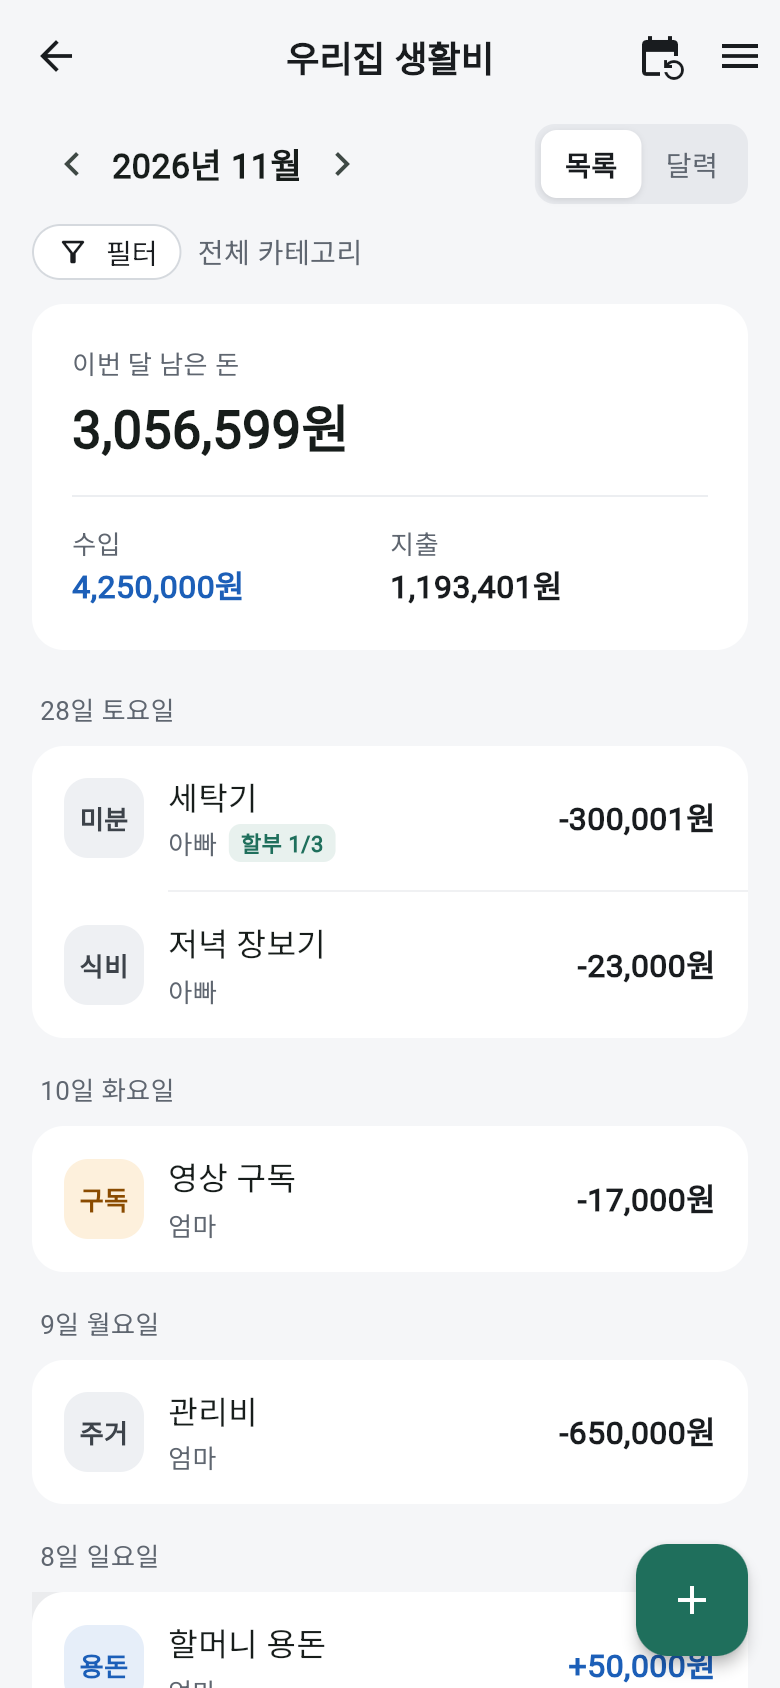 우리집 생활비
2026년 11월
목록 달력
필터 전체 카테고리
이번 달 남은 돈
3,056,599원
수입 지출
4,250,000원 1,193,401원
28일 토요일
미분 세탁기 -300,001원
아빠 할부 1/3
식비 저녁 장보기 -23,000원
아빠
10일 화요일
구독 영상 구독 -17,000원
엄마
9일 월요일
주거 관리비 -650,000원
엄마
8일 일요일
용돈 할머니 용돈 +50,000원